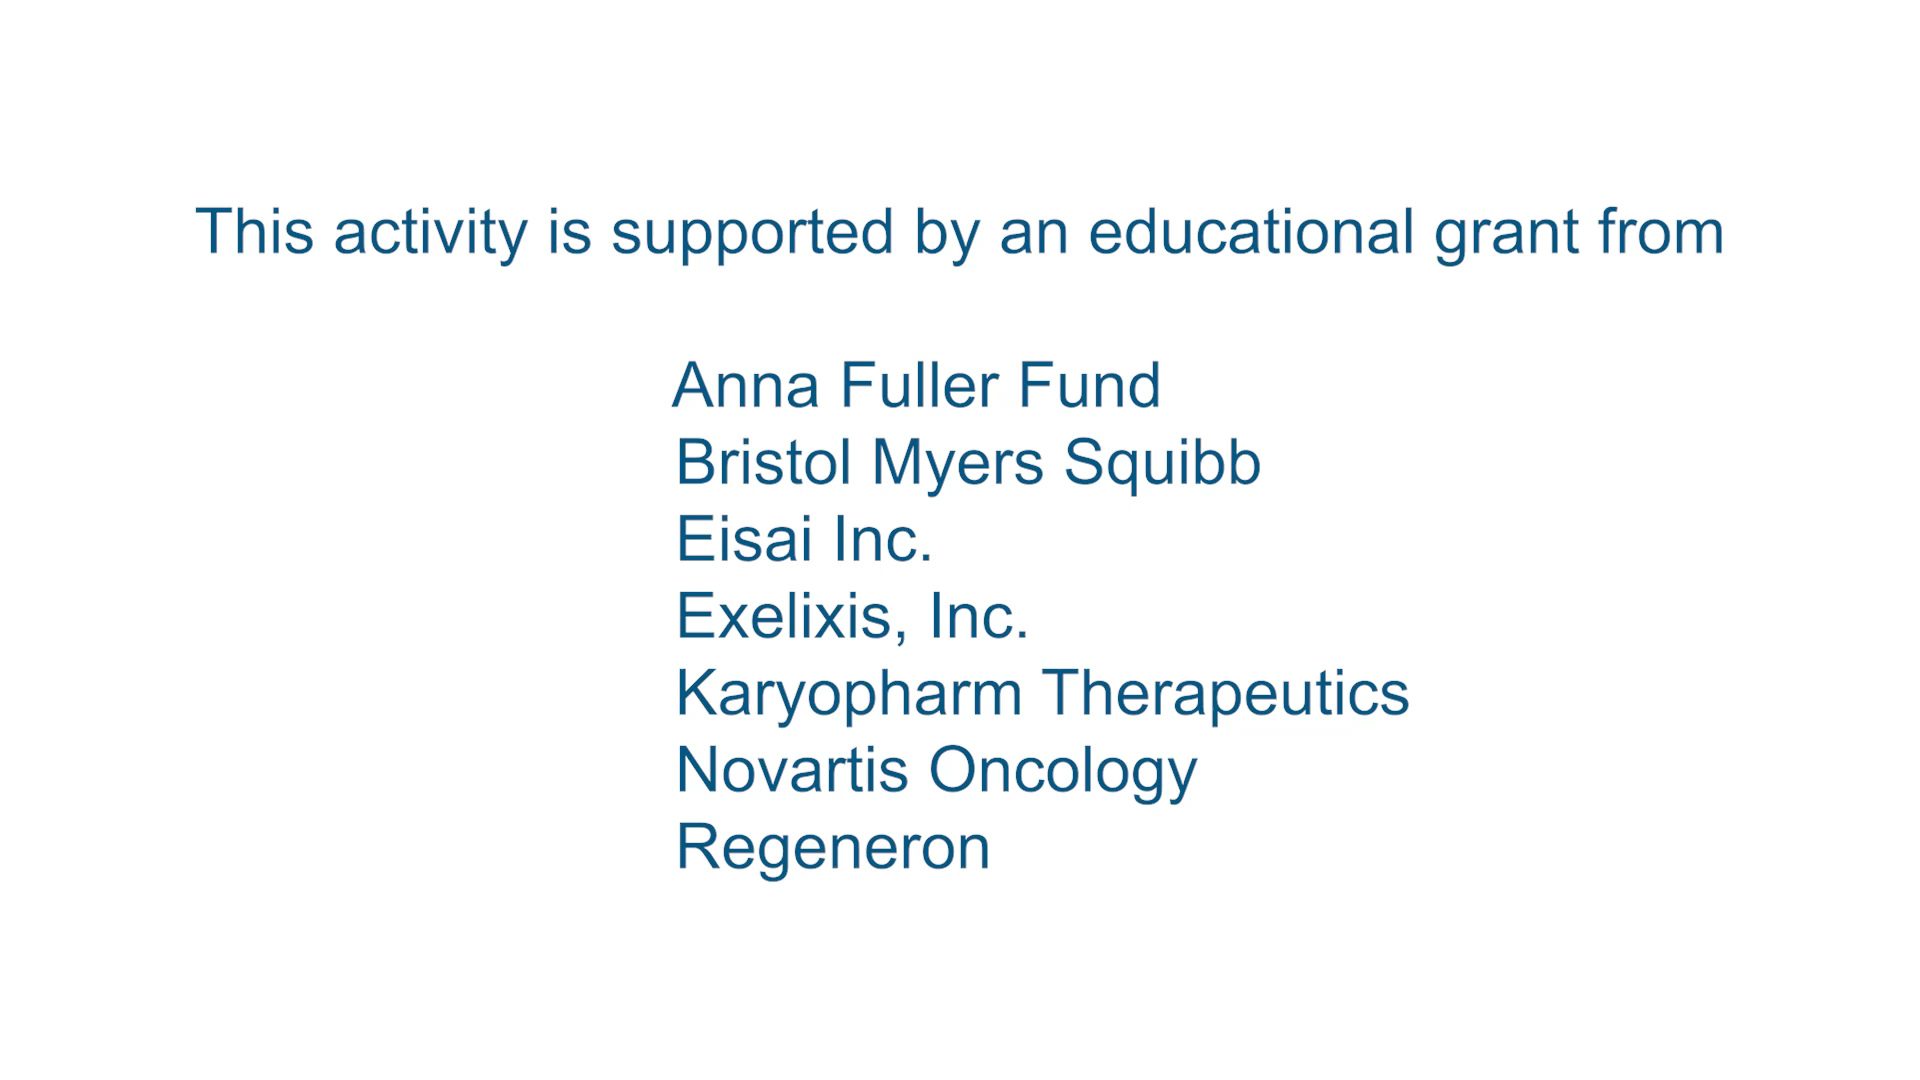 This activity is supported by an educational grant from
Anna Fuller Fund
Bristol Myers Squibb
Eisai Inc.
Exelixis, Inc.
Karyopharm Therapeutics
Novartis Oncology
Regeneron